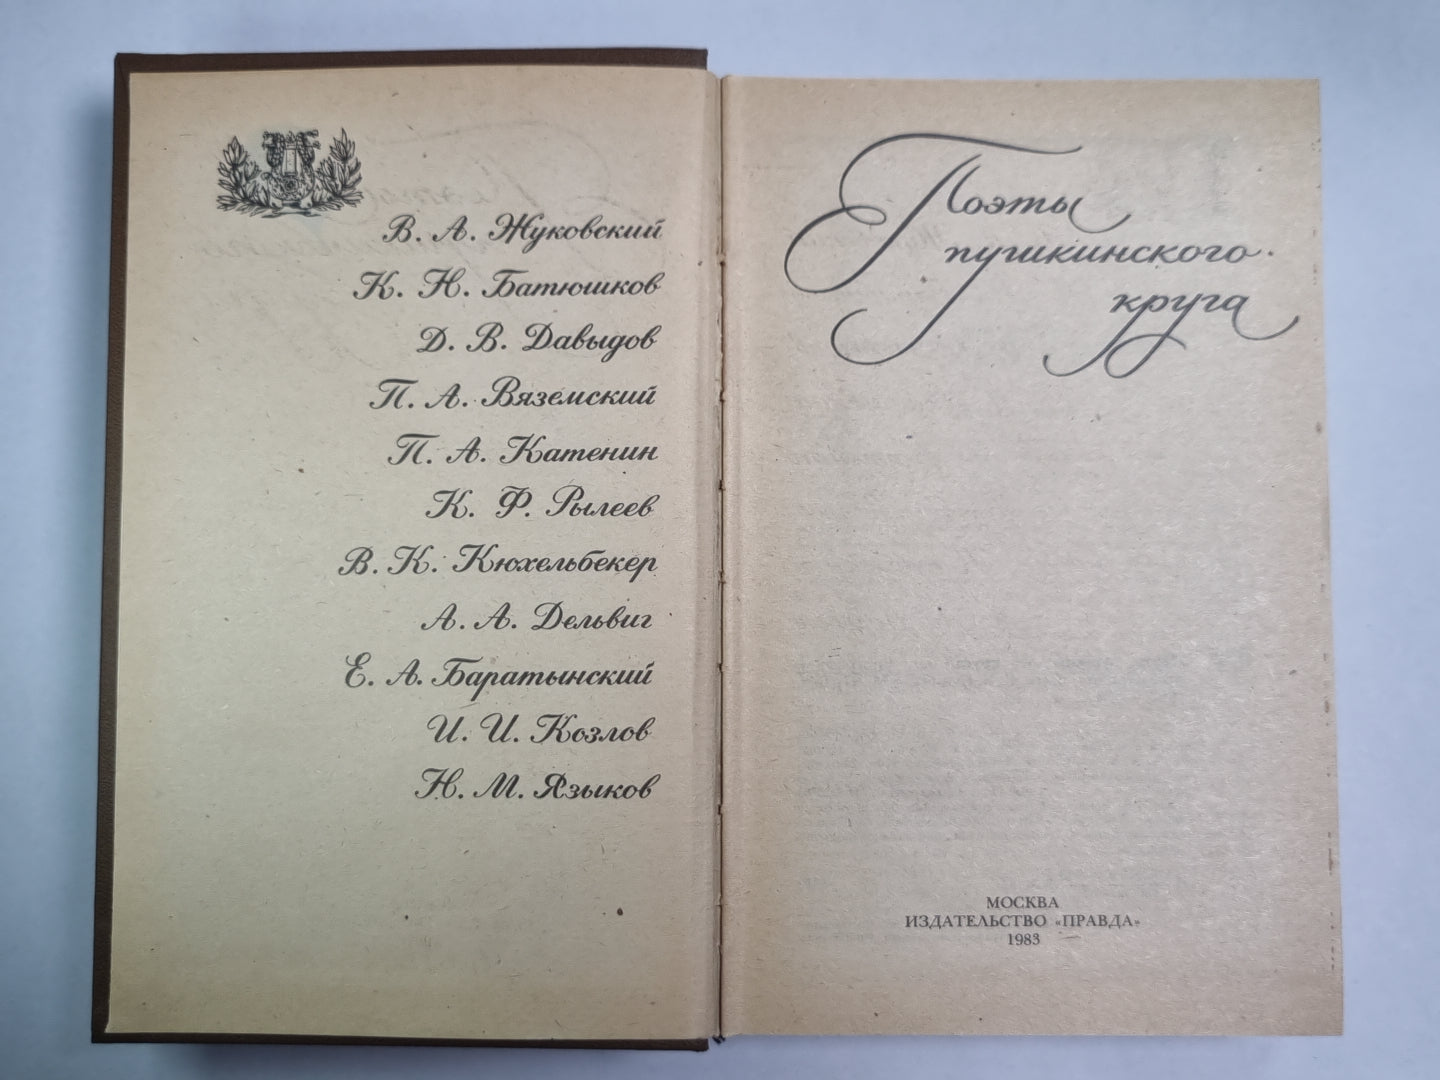 В. А. Жуковский
К. Н. Батюшков
Д. В. Давыдов
П. А. Вяземский
П. А. Катенин
К. Ф. Рылеев
В. К. Кюхельбекер
А. А. Дельвиг
Е. А. Баратынский
И. И. Козлов
Н. М. Языков
Поэты
пушкинского
круга
МОСКВА
ИЗДАТЕЛЬСТВО «ПРАВДА»
1983